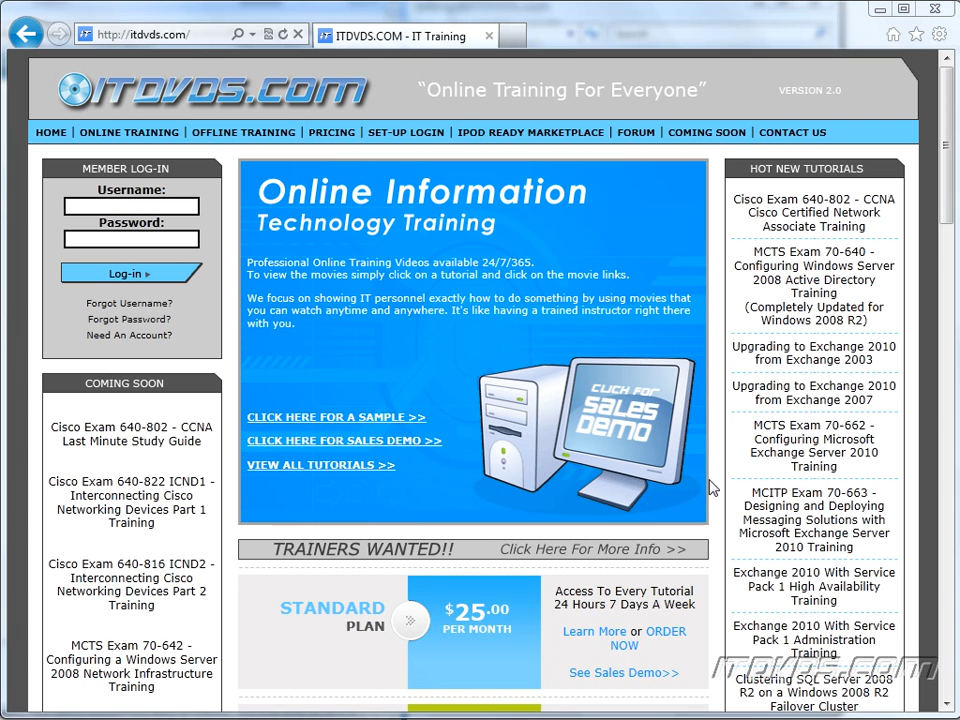 http://itdvds.com/
ITDVDS.COM - IT Training
ITDVDS.COM
“Online Training For Everyone”
VERSION 2.0
HOME | ONLINE TRAINING | OFFLINE TRAINING | PRICING | SET-UP LOGIN | IPOD READY MARKETPLACE | FORUM | COMING SOON | CONTACT US
MEMBER LOG-IN
Username:
Password:
Log-in
Forgot Username?
Forgot Password?
Need An Account?
COMING SOON
Cisco Exam 640-802 - CCNA
Last Minute Study Guide
Cisco Exam 640-822 ICND1 -
Interconnecting Cisco
Networking Devices Part 1
Training
Cisco Exam 640-816 ICND2 -
Interconnecting Cisco
Networking Devices Part 2
Training
MCTS Exam 70-642 -
Configuring a Windows Server
2008 Network Infrastructure
Training
Online Information
Technology Training
Professional Online Training Videos available 24/7/365.
To view the movies simply click on a tutorial and click on the movie links.
We focus on showing IT personnel exactly how to do something by using movies that
you can watch anytime and anywhere. It's like having a trained instructor right there
with you.
CLICK HERE FOR A SAMPLE >>
CLICK HERE FOR SALES DEMO >>
VIEW ALL TUTORIALS >>
CLICK FOR
SALES
DEMO
TRAINERS WANTED!! Click Here For More Info >>
STANDARD
PLAN
$25.00
PER MONTH
Access To Every Tutorial
24 Hours 7 Days A Week
Learn More or ORDER
NOW
See Sales Demo>>
HOT NEW TUTORIALS
Cisco Exam 640-802 - CCNA
Cisco Certified Network
Associate Training
MCTS Exam 70-640 -
Configuring Windows Server
2008 Active Directory
Training
(Completely Updated for
Windows 2008 R2)
Upgrading to Exchange 2010
from Exchange 2003
Upgrading to Exchange 2010
from Exchange 2007
MCTS Exam 70-662 -
Configuring Microsoft
Exchange Server 2010
Training
MCITP Exam 70-663 -
Designing and Deploying
Messaging Solutions with
Microsoft Exchange Server
2010 Training
Exchange 2010 With Service
Pack 1 High Availability
Training
Exchange 2010 With Service
Pack 1 Administration
Training
Clustering SQL Server 2008
R2 on a Windows 2008 R2
Failover Cluster
ITDVDS.COM